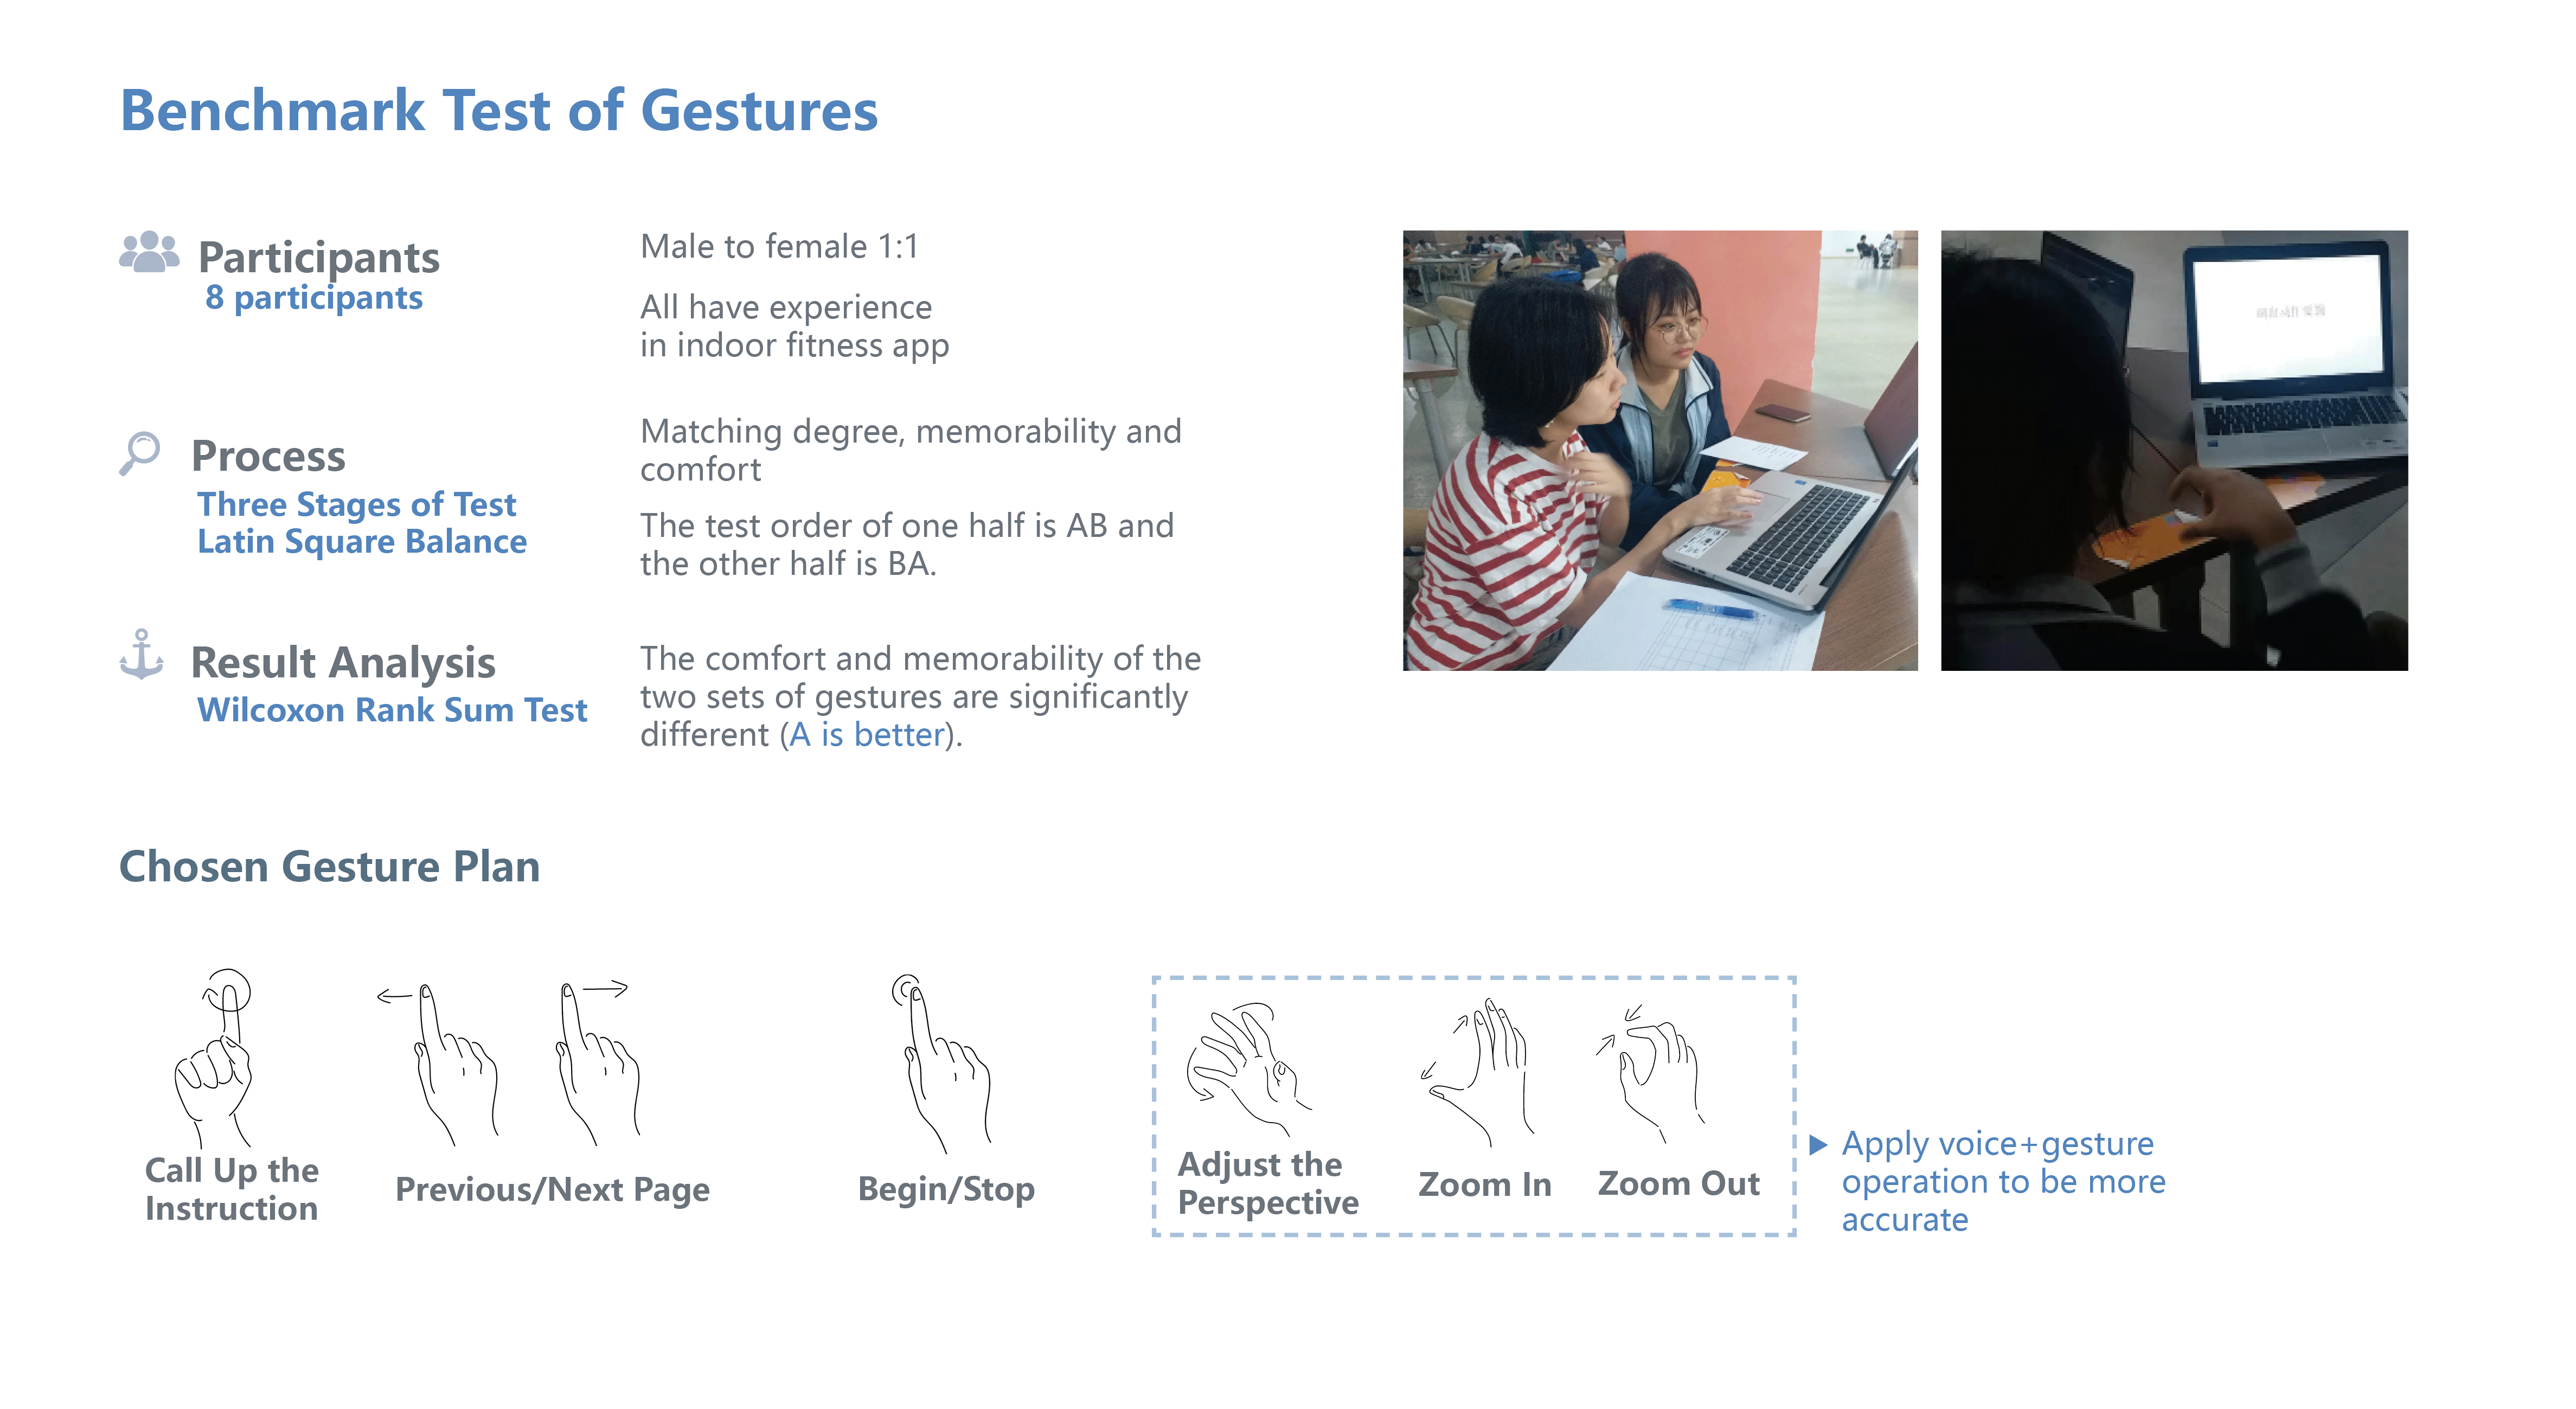 Benchmark Test of Gestures
Participants
8 participants
Male to female 1:1
All have experience
in indoor fitness app
Process
Three Stages of Test
Latin Square Balance
Matching degree, memorability and
comfort
The test order of one half is AB and
the other half is BA.
Result Analysis
Wilcoxon Rank Sum Test
The comfort and memorability of the
two sets of gestures are significantly
different (A is better).
Chosen Gesture Plan
Call Up the
Instruction
Previous/Next Page
Begin/Stop
Adjust the
Perspective
Zoom In
Zoom Out
Apply voice+gesture
operation to be more
accurate